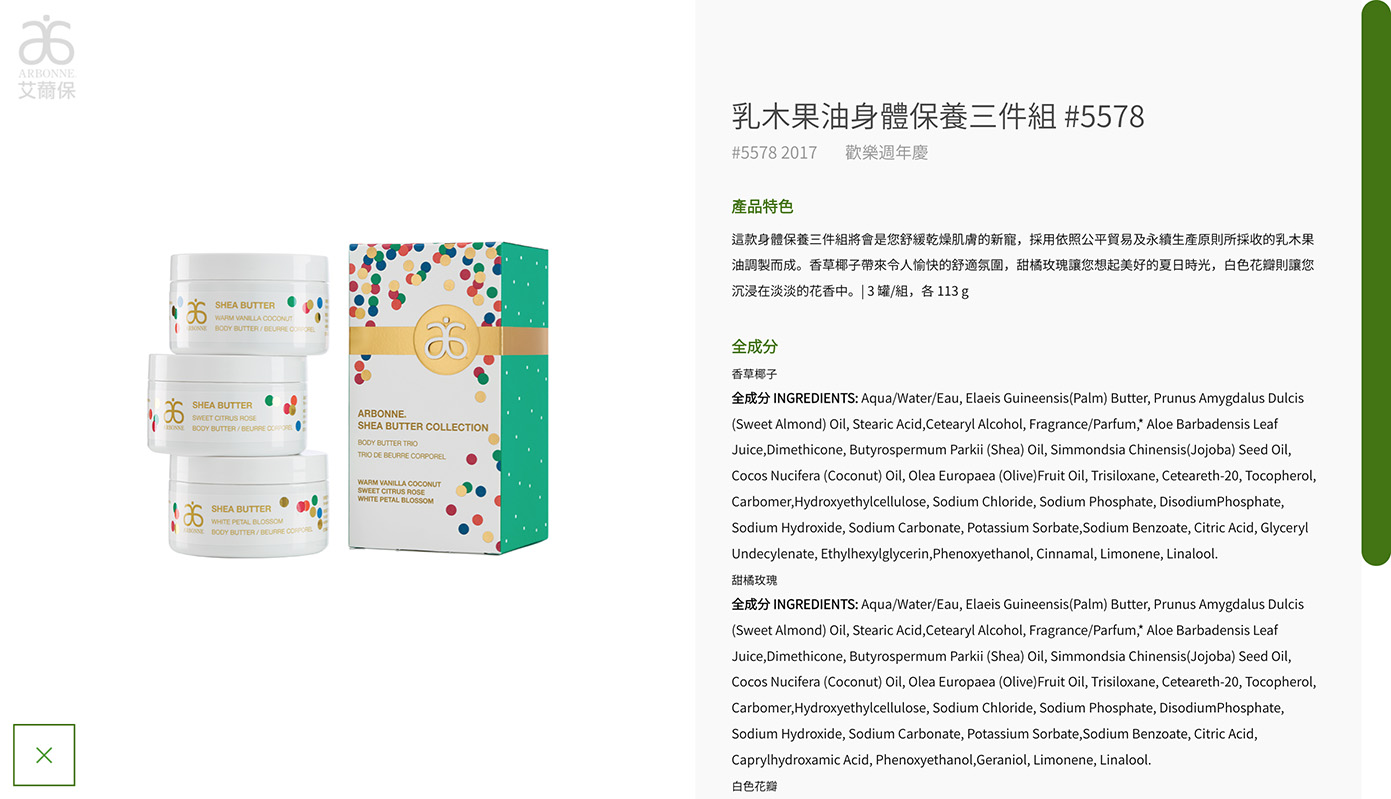 ARBONNE.
艾薾保
乳木果油身體保養三件組 #5578
#5578 2017 歡樂週年慶
產品特色
這款身體保養三件組將會是您舒緩乾燥肌膚的新寵，採用依照公平貿易及永續生產原則所採收的乳木果
油調製而成。香草椰子帶來令人愉快的舒適氛圍，甜橘玫瑰讓您想起美好的夏日時光，白色花瓣則讓您
沉浸在淡淡的花香中。| 3 罐/組，各 113 g
全成分
香草椰子
全成分 INGREDIENTS: Aqua/Water/Eau, Elaeis Guineensis(Palm) Butter, Prunus Amygdalus Dulcis
(Sweet Almond) Oil, Stearic Acid,Cetearyl Alcohol, Fragrance/Parfum,* Aloe Barbadensis Leaf
Juice,Dimethicone, Butyrospermum Parkii (Shea) Oil, Simmondsia Chinensis(Jojoba) Seed Oil,
Cocos Nucifera (Coconut) Oil, Olea Europaea (Olive)Fruit Oil, Trisiloxane, Ceteareth-20, Tocopherol,
Carbomer,Hydroxyethylcellulose, Sodium Chloride, Sodium Phosphate, DisodiumPhosphate,
Sodium Hydroxide, Sodium Carbonate, Potassium Sorbate,Sodium Benzoate, Citric Acid, Glyceryl
Undecylenate, Ethylhexylglycerin,Phenoxyethanol, Cinnamal, Limonene, Linalool.
甜橘玫瑰
全成分 INGREDIENTS: Aqua/Water/Eau, Elaeis Guineensis(Palm) Butter, Prunus Amygdalus Dulcis
(Sweet Almond) Oil, Stearic Acid,Cetearyl Alcohol, Fragrance/Parfum,* Aloe Barbadensis Leaf
Juice,Dimethicone, Butyrospermum Parkii (Shea) Oil, Simmondsia Chinensis(Jojoba) Seed Oil,
Cocos Nucifera (Coconut) Oil, Olea Europaea (Olive)Fruit Oil, Trisiloxane, Ceteareth-20, Tocopherol,
Carbomer,Hydroxyethylcellulose, Sodium Chloride, Sodium Phosphate, DisodiumPhosphate,
Sodium Hydroxide, Sodium Carbonate, Potassium Sorbate,Sodium Benzoate, Citric Acid,
Caprylhydroxamic Acid, Phenoxyethanol,Geraniol, Limonene, Linalool.
白色花瓣
SHEA BUTTER
WARM VANILLA COCONUT
BODY BUTTER / BEURRE CORPOREL
ARBONNE.
SHEA BUTTER
SWEET CITRUS ROSE
BODY BUTTER / BEURRE CORPOREL
ARBONNE.
SHEA BUTTER
WHITE PETAL BLOSSOM
BODY BUTTER / BEURRE CORPOREL
ARBONNE.
ARBONNE.
SHEA BUTTER COLLECTION
BODY BUTTER TRIO
TRIO DE BEURRE CORPOREL
WARM VANILLA COCONUT
SWEET CITRUS ROSE
WHITE PETAL BLOSSOM